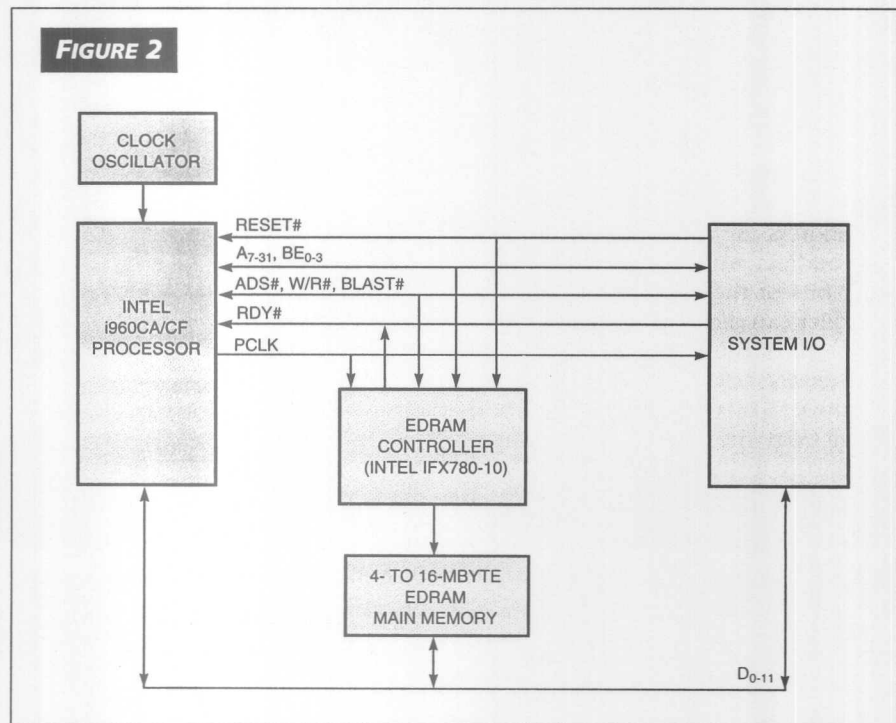 FIGURE 2
CLOCK
OSCILLATOR
INTEL
i960CA/CF
PROCESSOR
RESET#
A7-31, BE0-3
ADS#, W/R#, BLAST#
RDY#
PCLK
SYSTEM I/O
EDRAM
CONTROLLER
(INTEL IFX780-10)
4- TO 16-MBYTE
EDRAM
MAIN MEMORY
D0-11